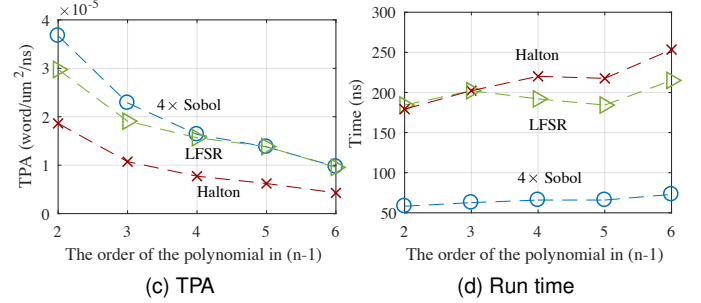 ×10⁻⁵
4
3
2
1
0
TPA (word/um²/ns)
4× Sobol
LFSR
Halton
2 3 4 5 6
The order of the polynomial in (n-1)
(c) TPA
300
250
200
150
100
50
Time (ns)
Halton
LFSR
4× Sobol
2 3 4 5 6
The order of the polynomial in (n-1)
(d) Run time